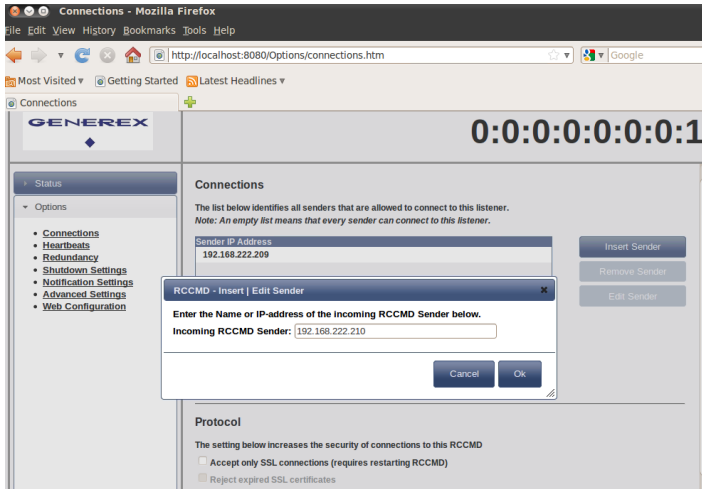 Connections - Mozilla Firefox
File Edit View History Bookmarks Tools Help
http://localhost:8080/Options/connections.htm
Google
Most Visited
Getting Started
Latest Headlines
Connections
GENEREX
0:0:0:0:0:0:0:1
Status
Options
Connections
Heartbeats
Redundancy
Shutdown Settings
Notification Settings
Advanced Settings
Web Configuration
Connections
The list below identifies all senders that are allowed to connect to this listener.
Note: An empty list means that every sender can connect to this listener.
Sender IP Address
192.168.222.209
Insert Sender
Remove Sender
Edit Sender
RCCMD - Insert | Edit Sender
Enter the Name or IP-address of the incoming RCCMD Sender below.
Incoming RCCMD Sender: 192.168.222.210
Cancel
Ok
Protocol
The setting below increases the security of connections to this RCCMD
Accept only SSL connections (requires restarting RCCMD)
Reject expired SSL certificates